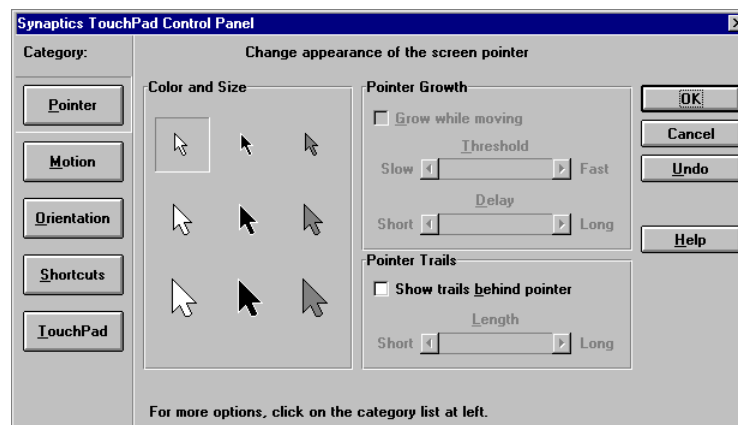 Synaptics TouchPad Control Panel
Category:
Change appearance of the screen pointer
Pointer
Motion
Orientation
Shortcuts
TouchPad
Color and Size
Pointer Growth
Grow while moving
Threshold
Slow Fast
Delay
Short Long
Pointer Trails
Show trails behind pointer
Length
Short Long
OK
Cancel
Undo
Help
For more options, click on the category list at left.